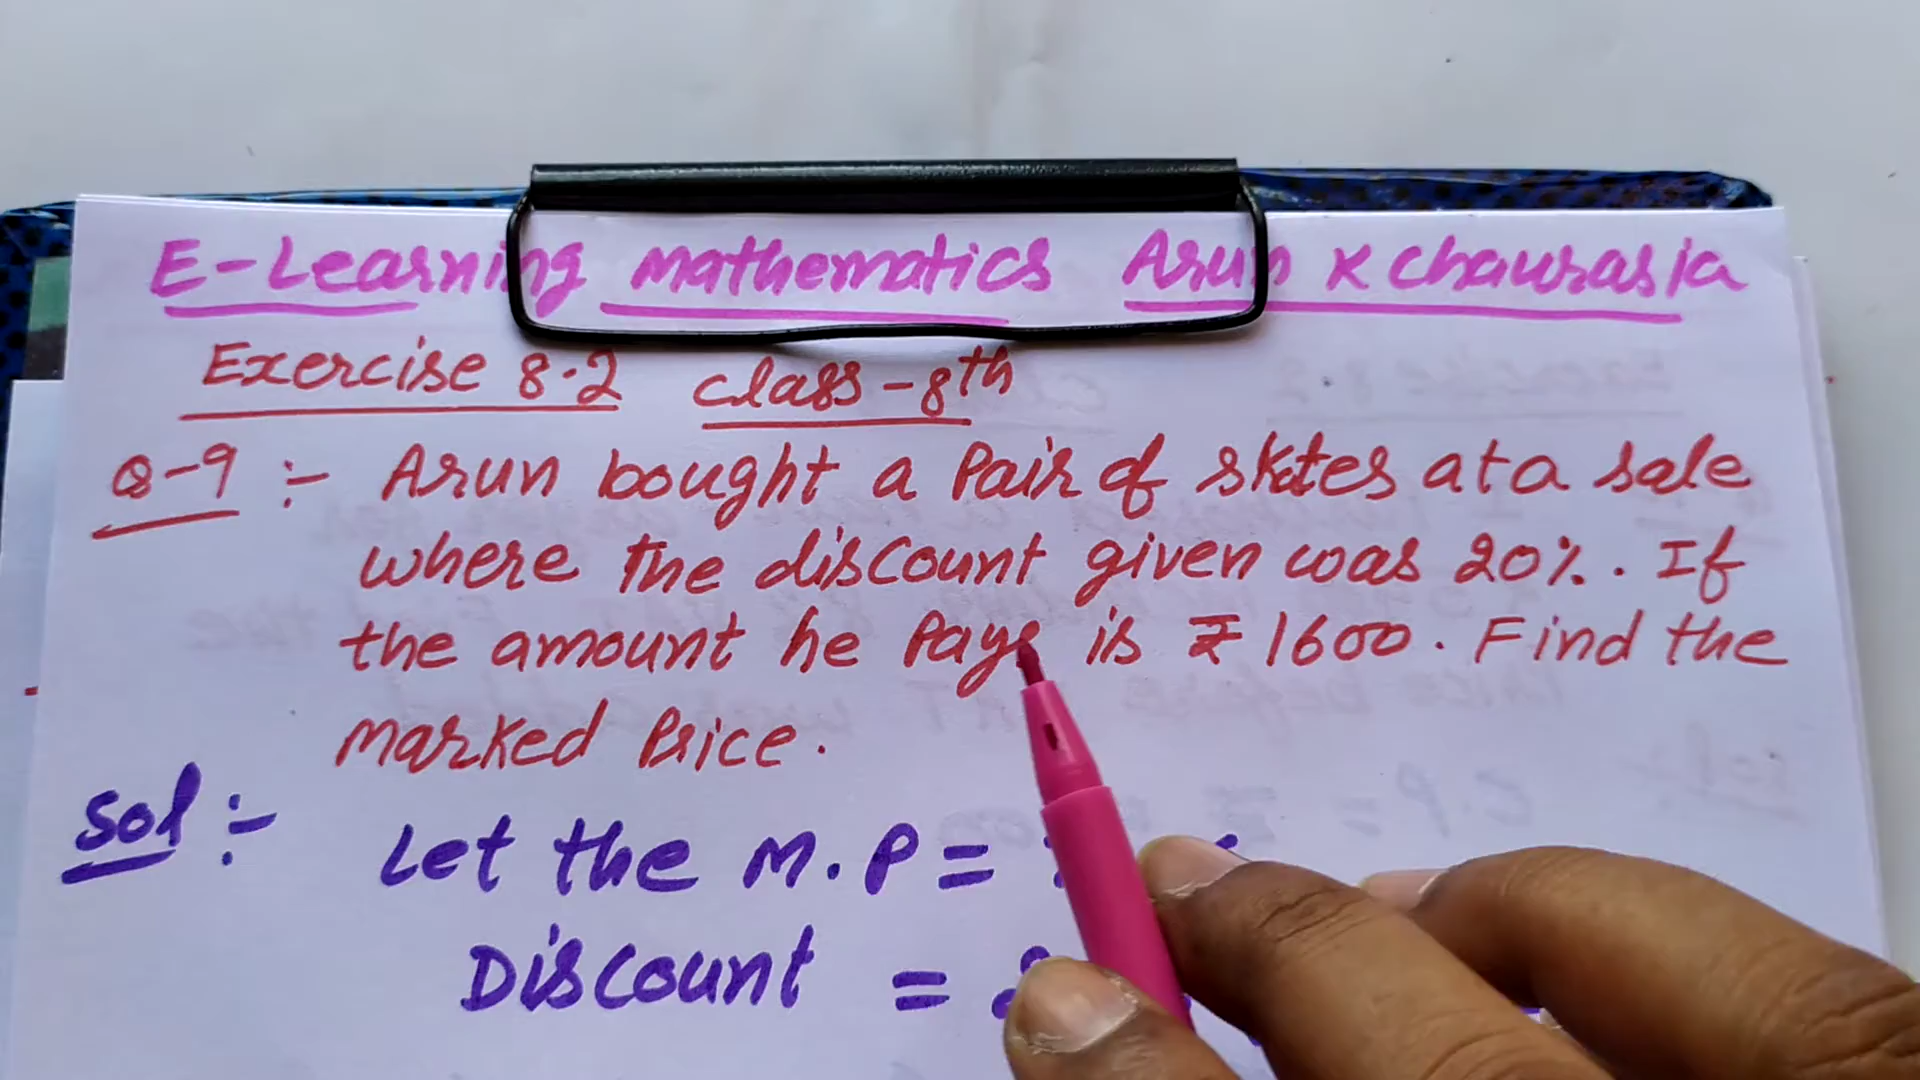 E-Learning mathematics Arun x chaurasia
Exercise 8.2 class-8th
Q-9 :- Arun bought a Pair of skates at a sale
where the discount given was 20%. If
the amount he Pays is ₹ 1600. Find the
marked Price.
Sol :- Let the M.P =
Discount =